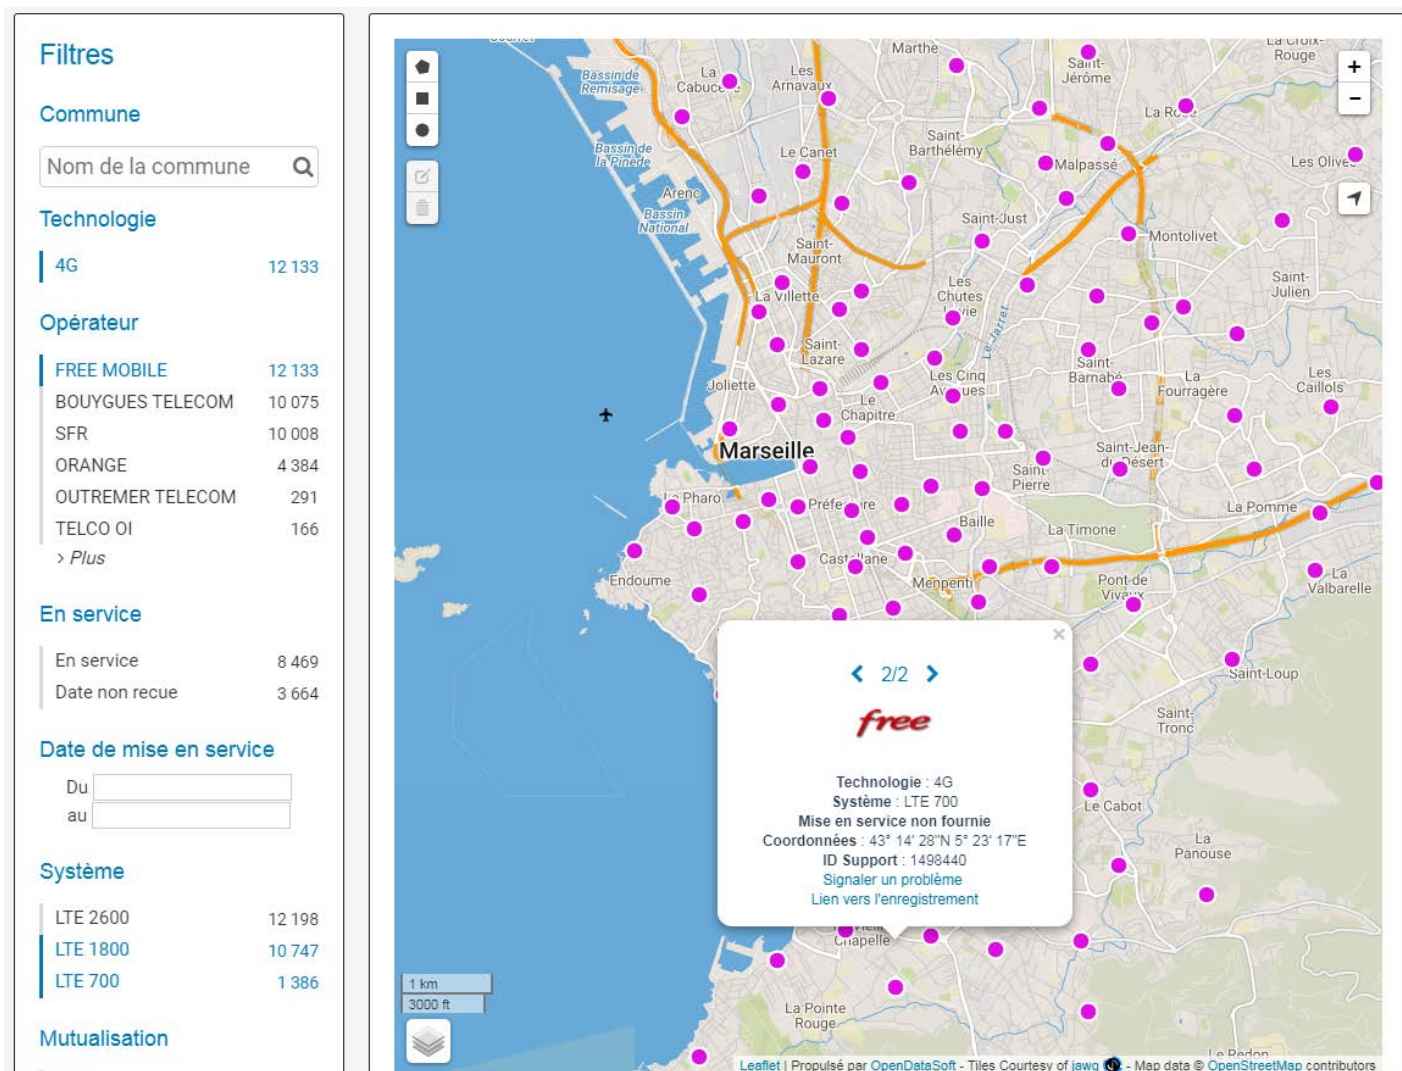 Filtres
Commune
Nom de la commune
Technologie
4G 12 133
Opérateur
FREE MOBILE 12 133
BOUYGUES TELECOM 10 075
SFR 10 008
ORANGE 4 384
OUTREMER TELECOM 291
TELCO OI 166
> Plus
En service
En service 8 469
Date non recue 3 664
Date de mise en service
Du
au
Système
LTE 2600 12 198
LTE 1800 10 747
LTE 700 1 386
Mutualisation
+
−
Marthe
La Croix-
Rouge
Saint-
Jérôme
Bassin de
Remisage
La
Les
Arnavaux
La Rose
Bassin de
la Pinède
Le Canet
Saint-
Barthélémy
Malpassé
Les Olives
Arenc
Bassin
National
Saint-Just
Saint-
Mauront
Montolivet
Saint-
Julien
La Villette
Les
Chutes
Lavie
Le Jarret
Saint-
Lazare
Joliette
Les Cinq
Avenues
Saint-
Barnabé
La
Fourragère
Les
Caillols
Le
Chapitre
Marseille
Saint-Jean-
du-Désert
Saint-
Pierre
Le Pharo
Préfecture
La Pomme
Baille
La Timone
Castellane
Menpenti
Endoume
Pont de
Vivaux
La
Valbarelle
Saint-Loup
Saint-
Tronc
×
2/2
free
Technologie : 4G
Système : LTE 700
Mise en service non fournie
Coordonnées : 43° 14' 28"N 5° 23' 17"E
ID Support : 1498440
Signaler un problème
Lien vers l'enregistrement
Le Cabot
La
Panouse
Chapelle
1 km
3000 ft
La Pointe
Rouge
Le Redon
Leaflet | Propulsé par OpenDataSoft - Tiles Courtesy of jawg - Map data © OpenStreetMap contributors